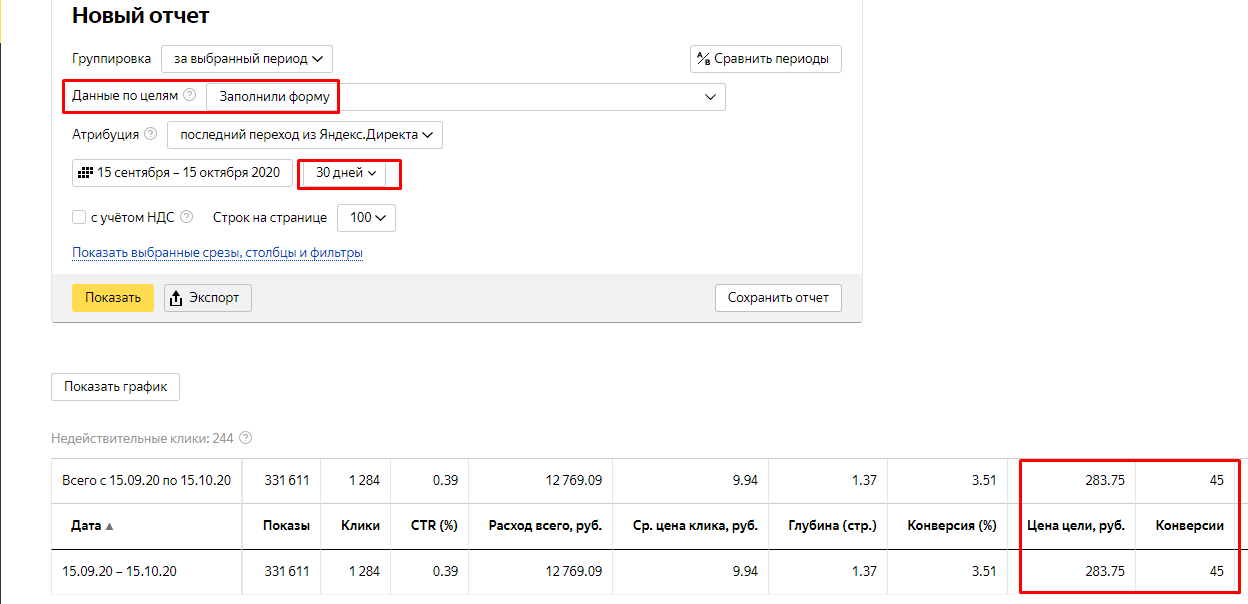 Новый отчет
Группировка за выбранный период A/B Сравнить периоды
Данные по целям ? Заполнили форму
Атрибуция ? последний переход из Яндекс.Директа
15 сентября – 15 октября 2020 30 дней
с учётом НДС ? Строк на странице 100
Показать выбранные срезы, столбцы и фильтры
Показать Экспорт Сохранить отчет
Показать график
Недействительные клики: 244 ?
Всего с 15.09.20 по 15.10.20 331 611 1 284 0.39 12 769.09 9.94 1.37 3.51 283.75 45
Дата ▲ Показы Клики CTR (%) Расход всего, руб. Ср. цена клика, руб. Глубина (стр.) Конверсия (%) Цена цели, руб. Конверсии
15.09.20 – 15.10.20 331 611 1 284 0.39 12 769.09 9.94 1.37 3.51 283.75 45